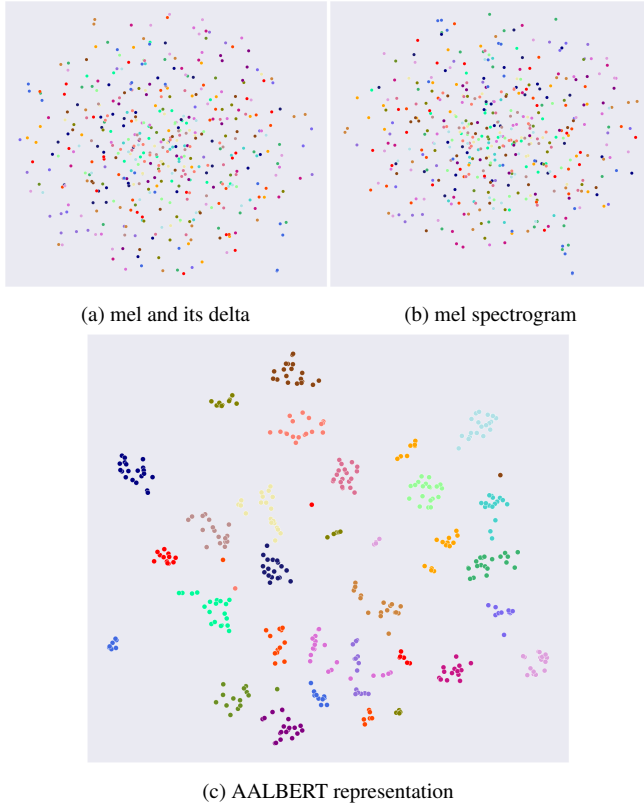 (a) mel and its delta
(b) mel spectrogram
(c) AALBERT representation